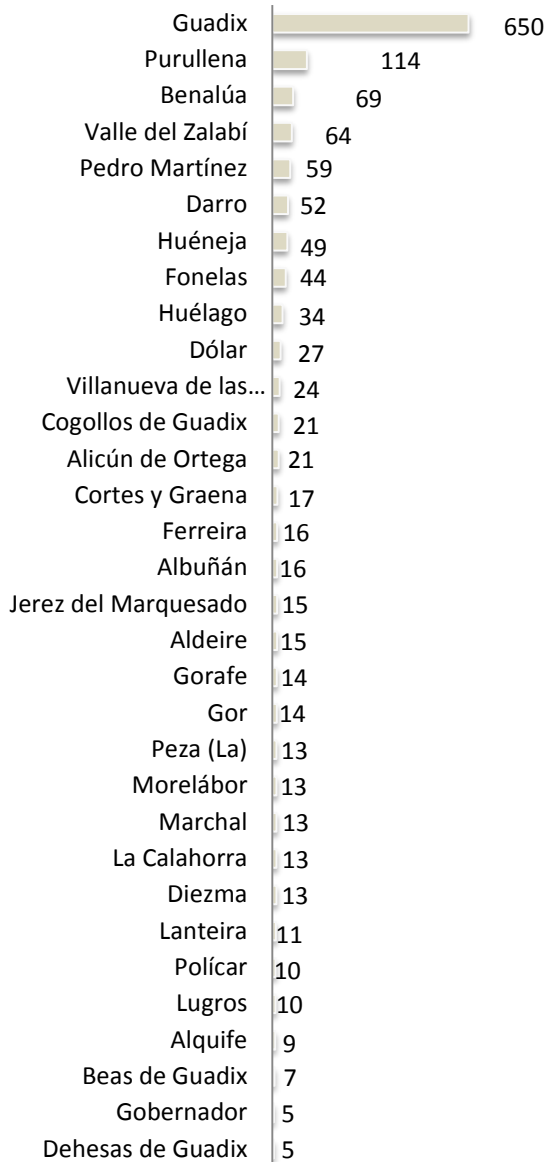 Guadix 650
Purullena 114
Benalúa 69
Valle del Zalabí 64
Pedro Martínez 59
Darro 52
Huéneja 49
Fonelas 44
Huélago 34
Dólar 27
Villanueva de las... 24
Cogollos de Guadix 21
Alicún de Ortega 21
Cortes y Graena 17
Ferreira 16
Albuñán 16
Jerez del Marquesado 15
Aldeire 15
Gorafe 14
Gor 14
Peza (La) 13
Morelábor 13
Marchal 13
La Calahorra 13
Diezma 13
Lanteira 11
Polícar 10
Lugros 10
Alquife 9
Beas de Guadix 7
Gobernador 5
Dehesas de Guadix 5